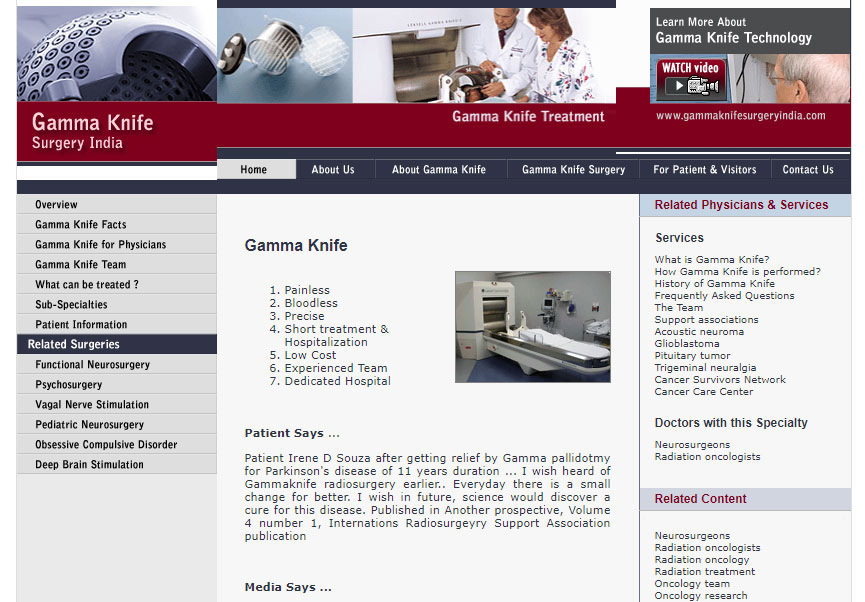 Learn More About
Gamma Knife Technology
WATCH video
Gamma Knife
Surgery India
Gamma Knife Treatment
www.gammaknifesurgeryindia.com
Home
About Us
About Gamma Knife
Gamma Knife Surgery
For Patient & Visitors
Contact Us
Overview
Gamma Knife Facts
Gamma Knife for Physicians
Gamma Knife Team
What can be treated ?
Sub-Specialties
Patient Information
Related Surgeries
Functional Neurosurgery
Psychosurgery
Vagal Nerve Stimulation
Pediatric Neurosurgery
Obsessive Compulsive Disorder
Deep Brain Stimulation
Gamma Knife
1. Painless
2. Bloodless
3. Precise
4. Short treatment &
Hospitalization
5. Low Cost
6. Experienced Team
7. Dedicated Hospital
Patient Says ...
Patient Irene D Souza after getting relief by Gamma pallidotmy
for Parkinson's disease of 11 years duration ... I wish heard of
Gammaknife radiosurgery earlier.. Everyday there is a small
change for better. I wish in future, science would discover a
cure for this disease. Published in Another prospective, Volume
4 number 1, Internations Radiosurgeyry Support Association
publication
Media Says ...
Related Physicians & Services
Services
What is Gamma Knife?
How Gamma Knife is performed?
History of Gamma Knife
Frequently Asked Questions
The Team
Support associations
Acoustic neuroma
Glioblastoma
Pituitary tumor
Trigeminal neuralgia
Cancer Survivors Network
Cancer Care Center
Doctors with this Specialty
Neurosurgeons
Radiation oncologists
Related Content
Neurosurgeons
Radiation oncologists
Radiation oncology
Radiation treatment
Oncology team
Oncology research